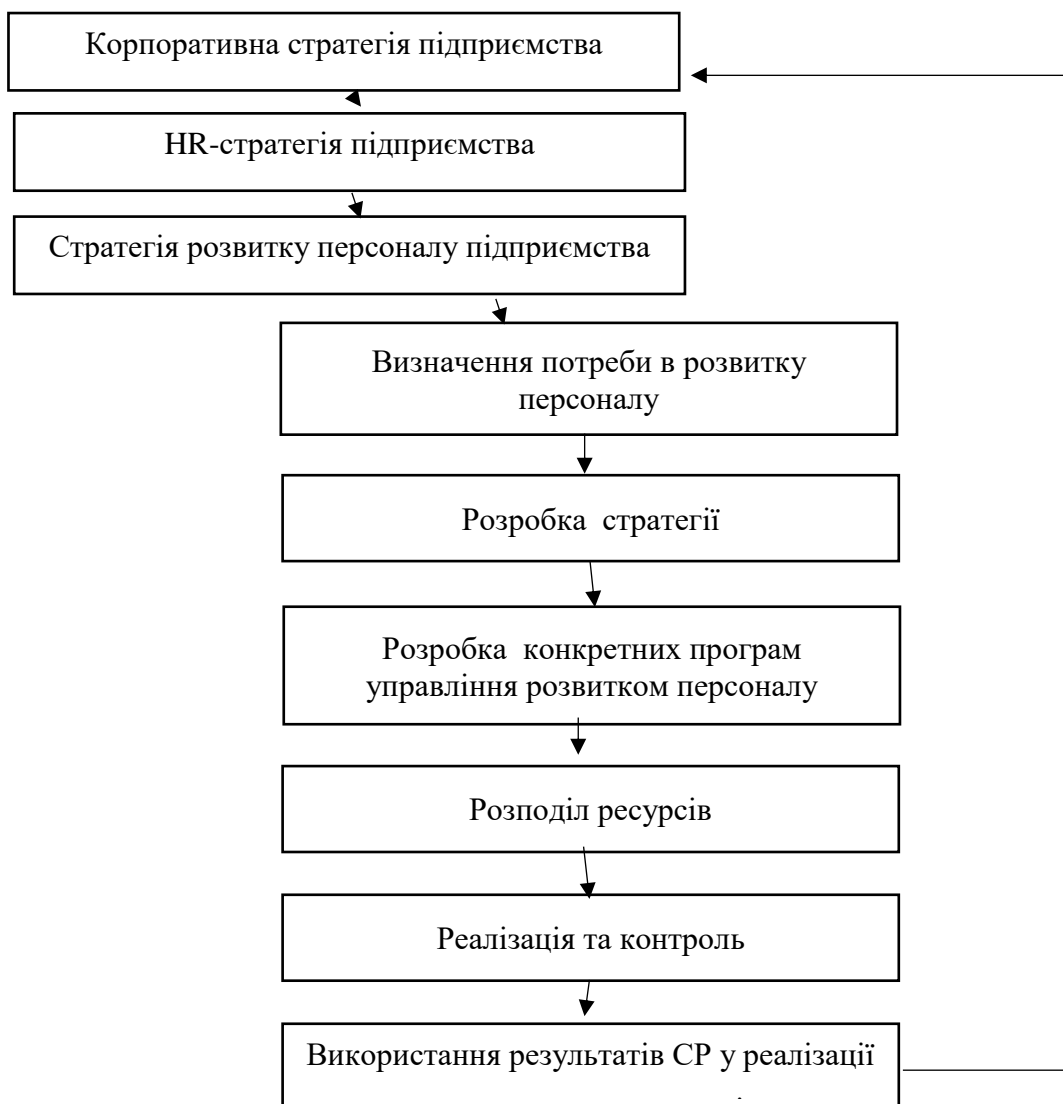 Корпоративна стратегія підприємства
HR-стратегія підприємства
Стратегія розвитку персоналу підприємства
Визначення потреби в розвитку
персоналу
Розробка  стратегії
Розробка  конкретних програм
управління розвитком персоналу
Розподіл ресурсів
Реалізація та контроль
Використання результатів СР у реалізації